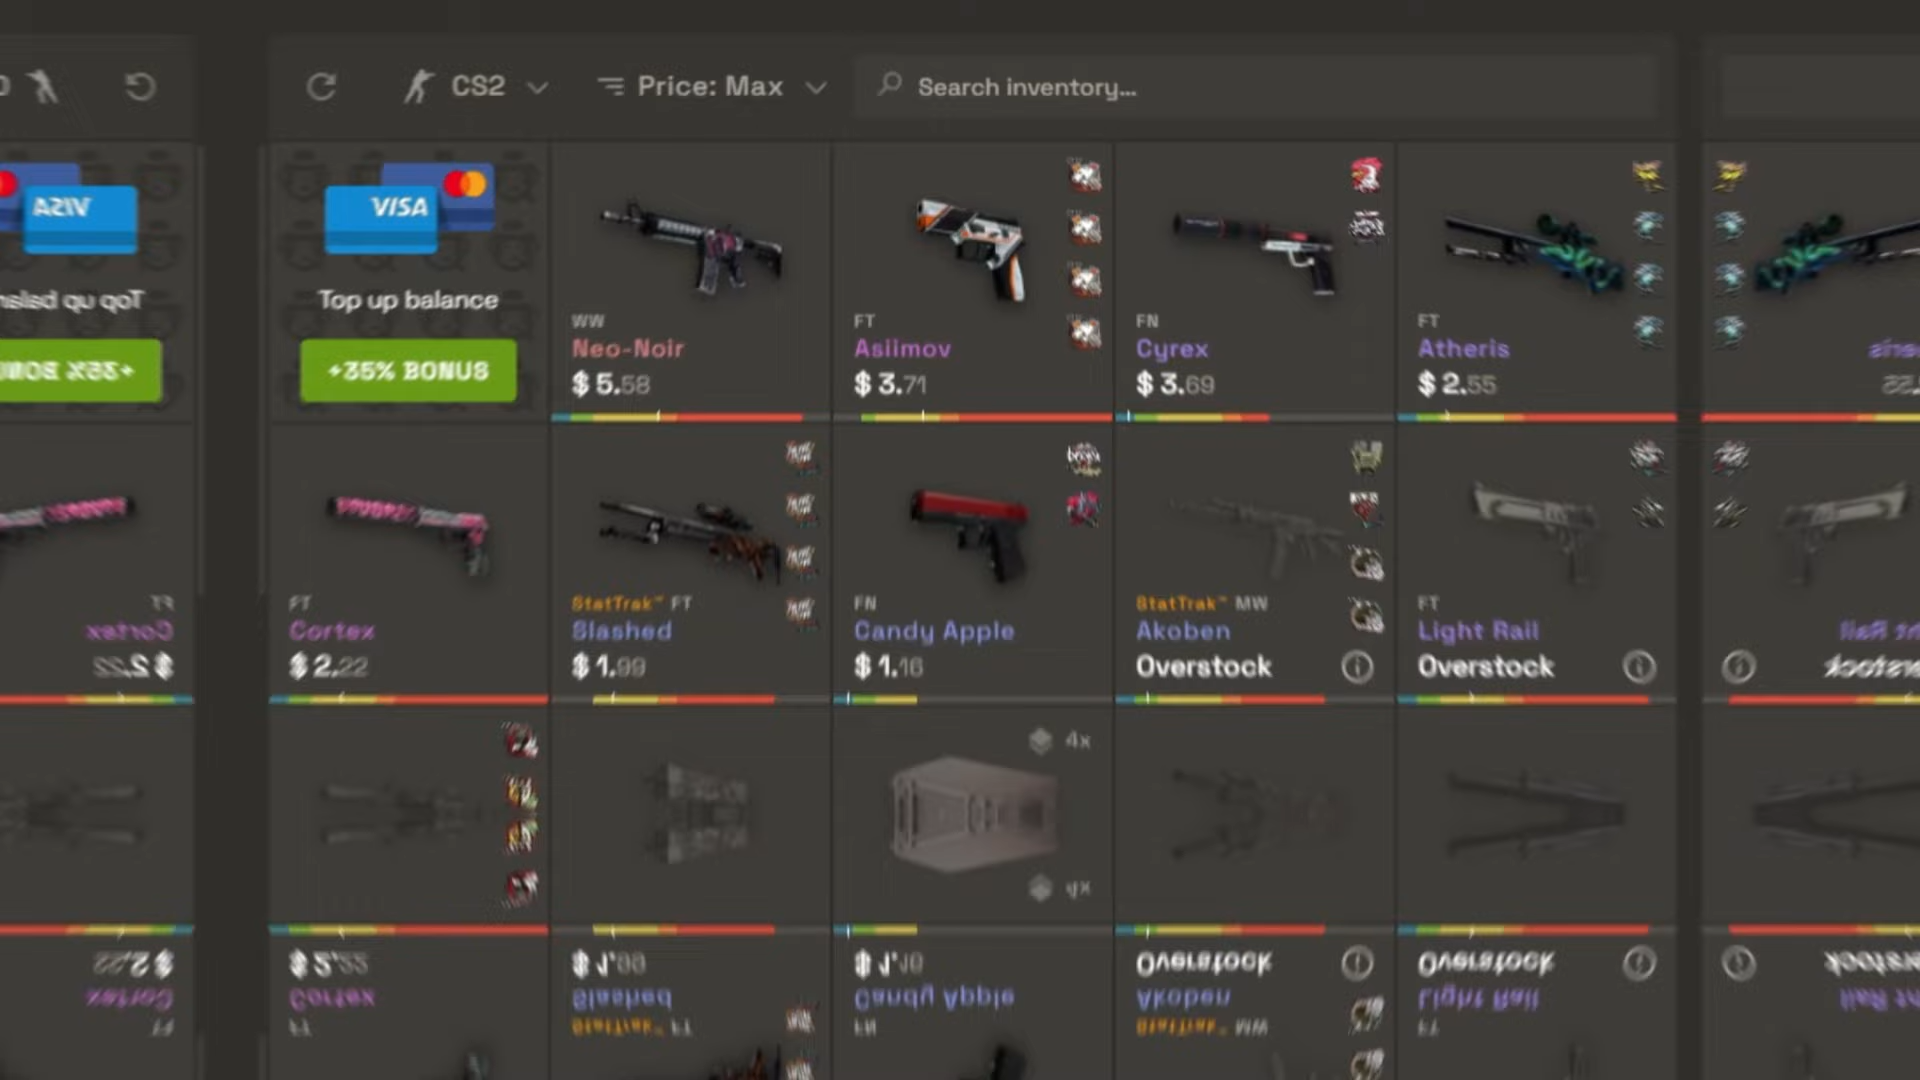 CS2
Price: Max
Search inventory...
VISA
Top up balance
+35% BONUS
WW
Neo-Noir
$ 5.58
FT
Asiimov
$ 3.71
FN
Cyrex
$ 3.69
FT
Atheris
$ 2.55
FT
Cortex
$ 2.22
StatTrak™ FT
Slashed
$ 1.99
FN
Candy Apple
$ 1.16
StatTrak™ MW
Akoben
Overstock
FT
Light Rail
Overstock
4x
4x